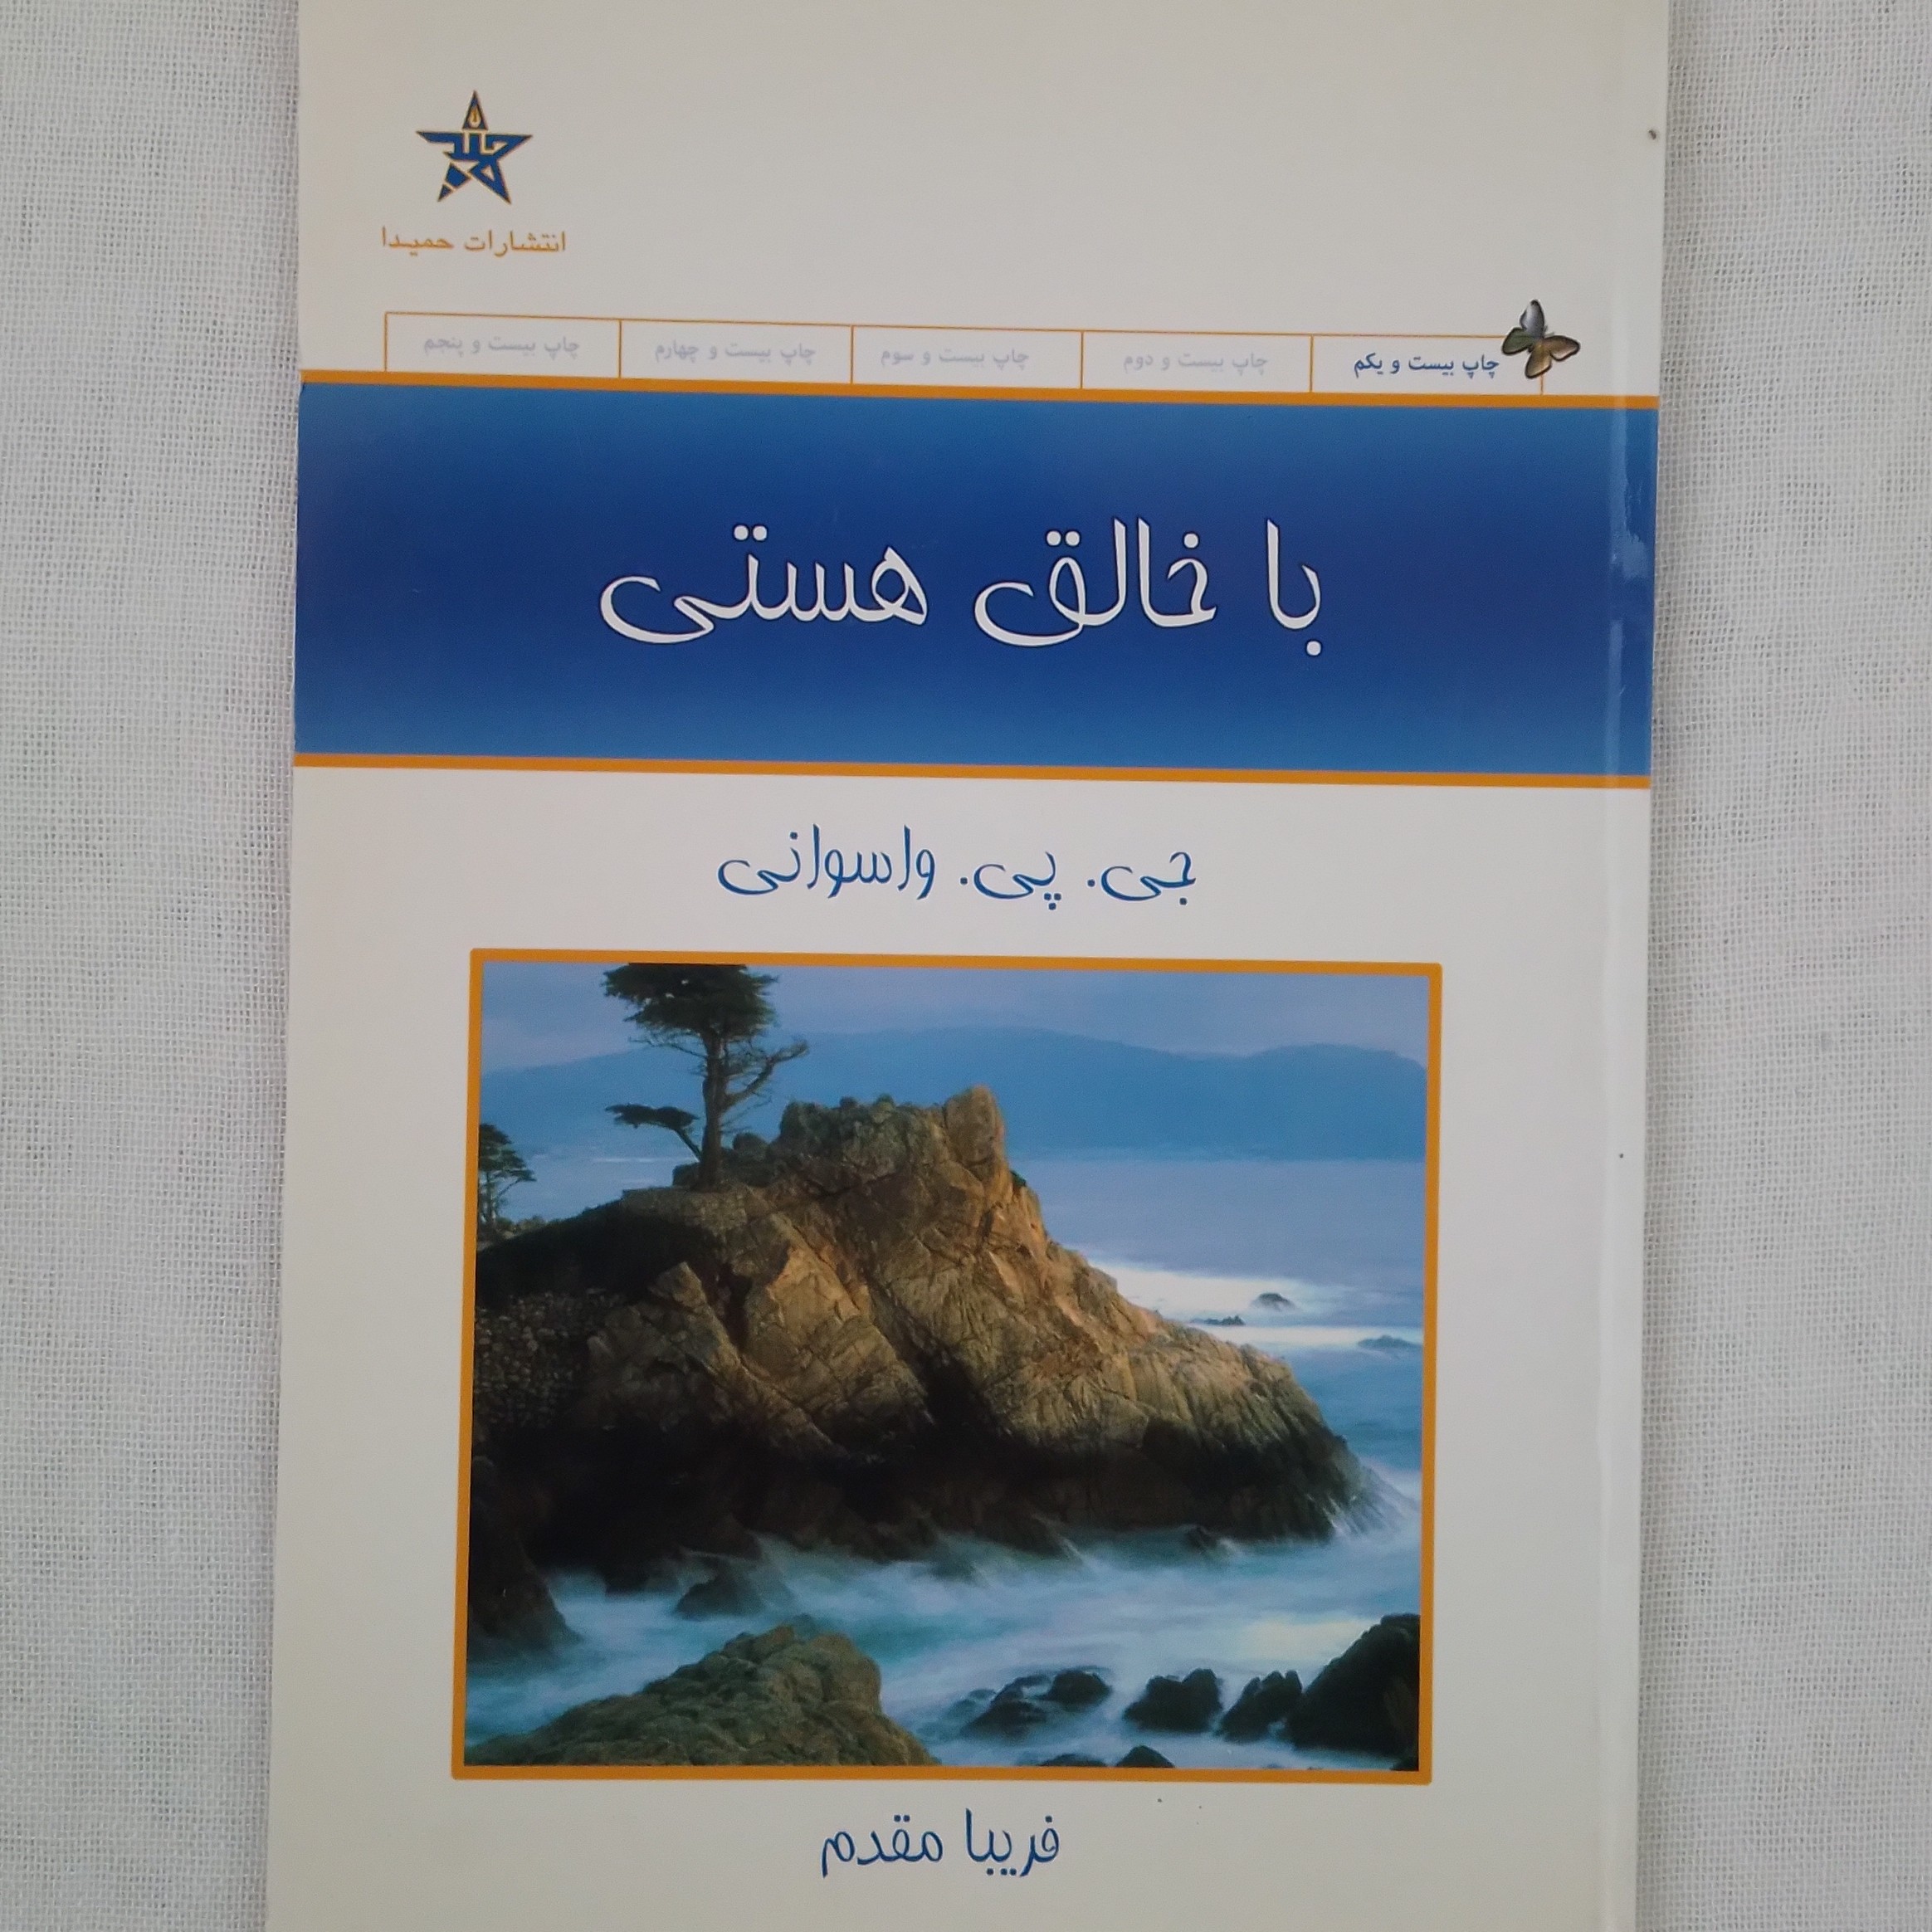 انتشارات حمیدا
چاپ بیست و یکم
چاپ بیست و دوم
چاپ بیست و سوم
چاپ بیست و چهارم
چاپ بیست و پنجم
با خالق هستی
جی. پی. واسوانی
فریبا مقدم